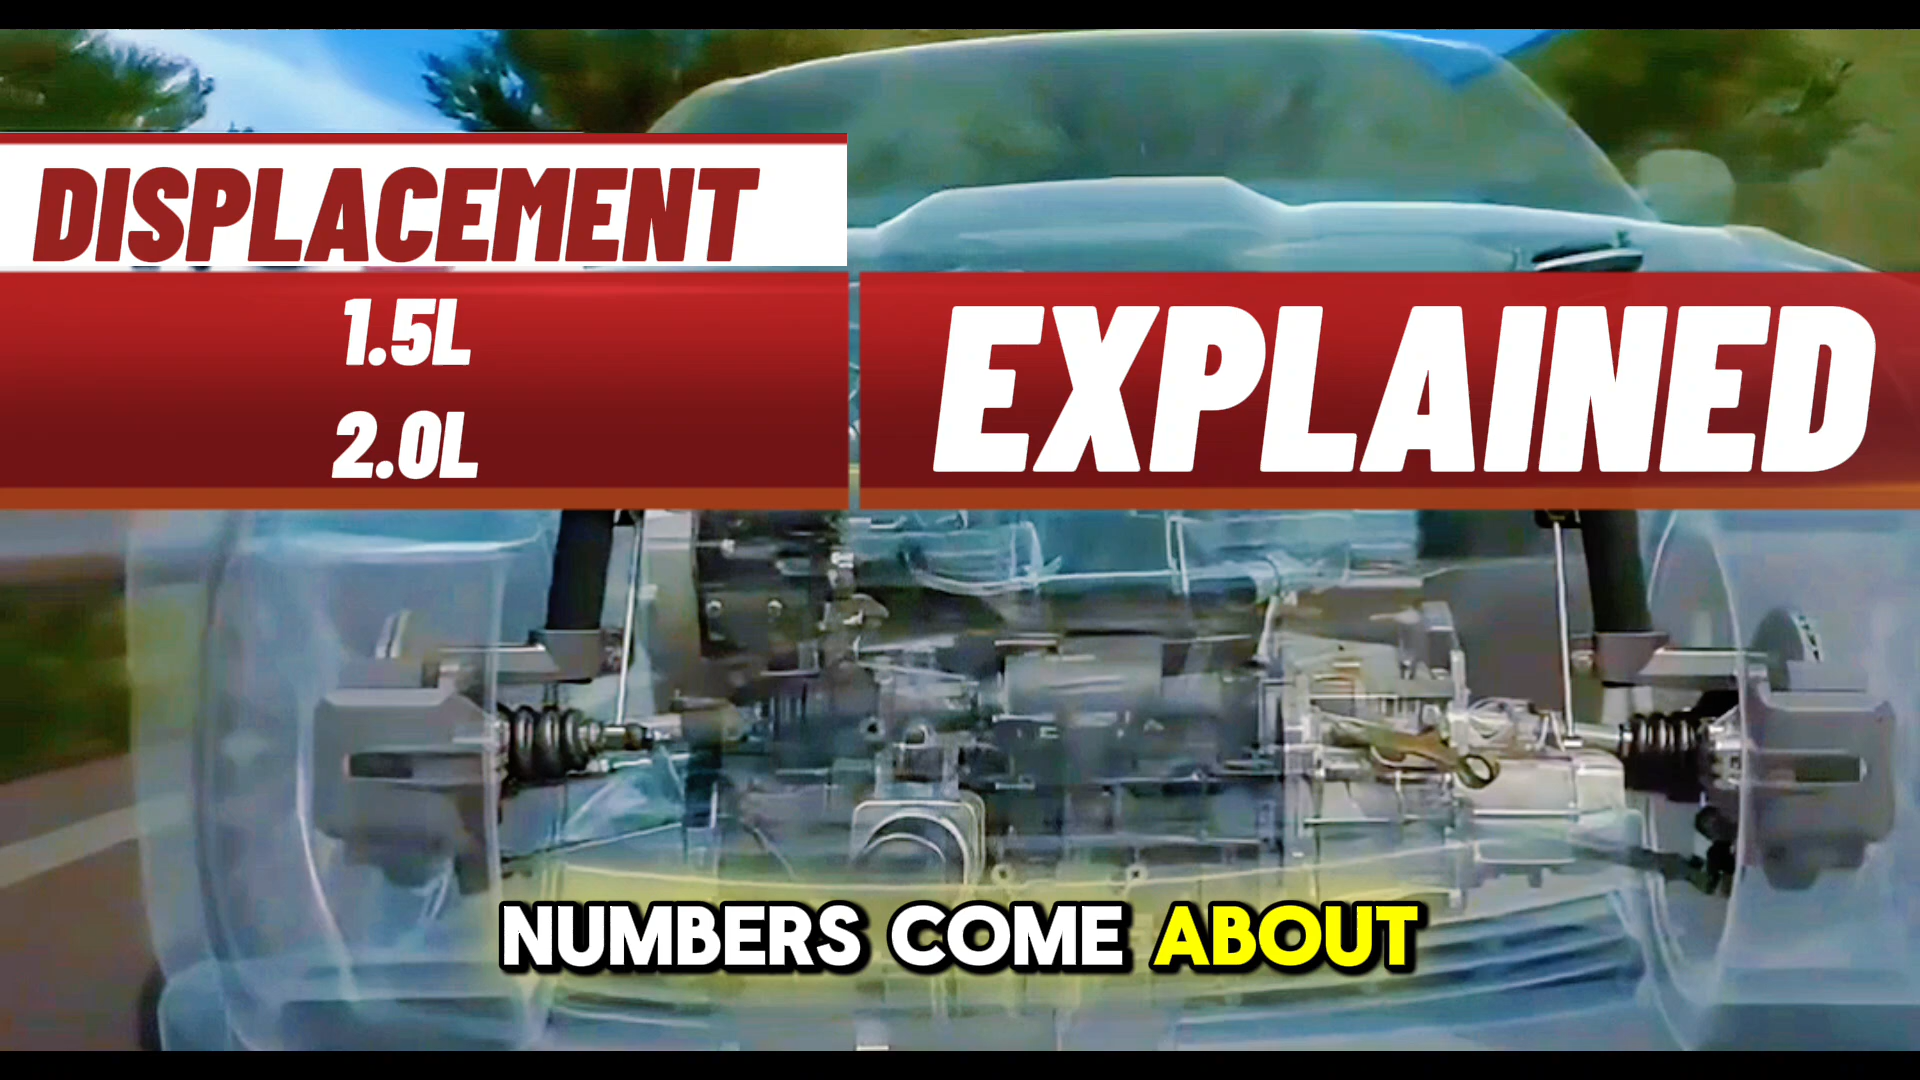 DISPLACEMENT
1.5L
2.0L
EXPLAINED
NUMBERS COME ABOUT